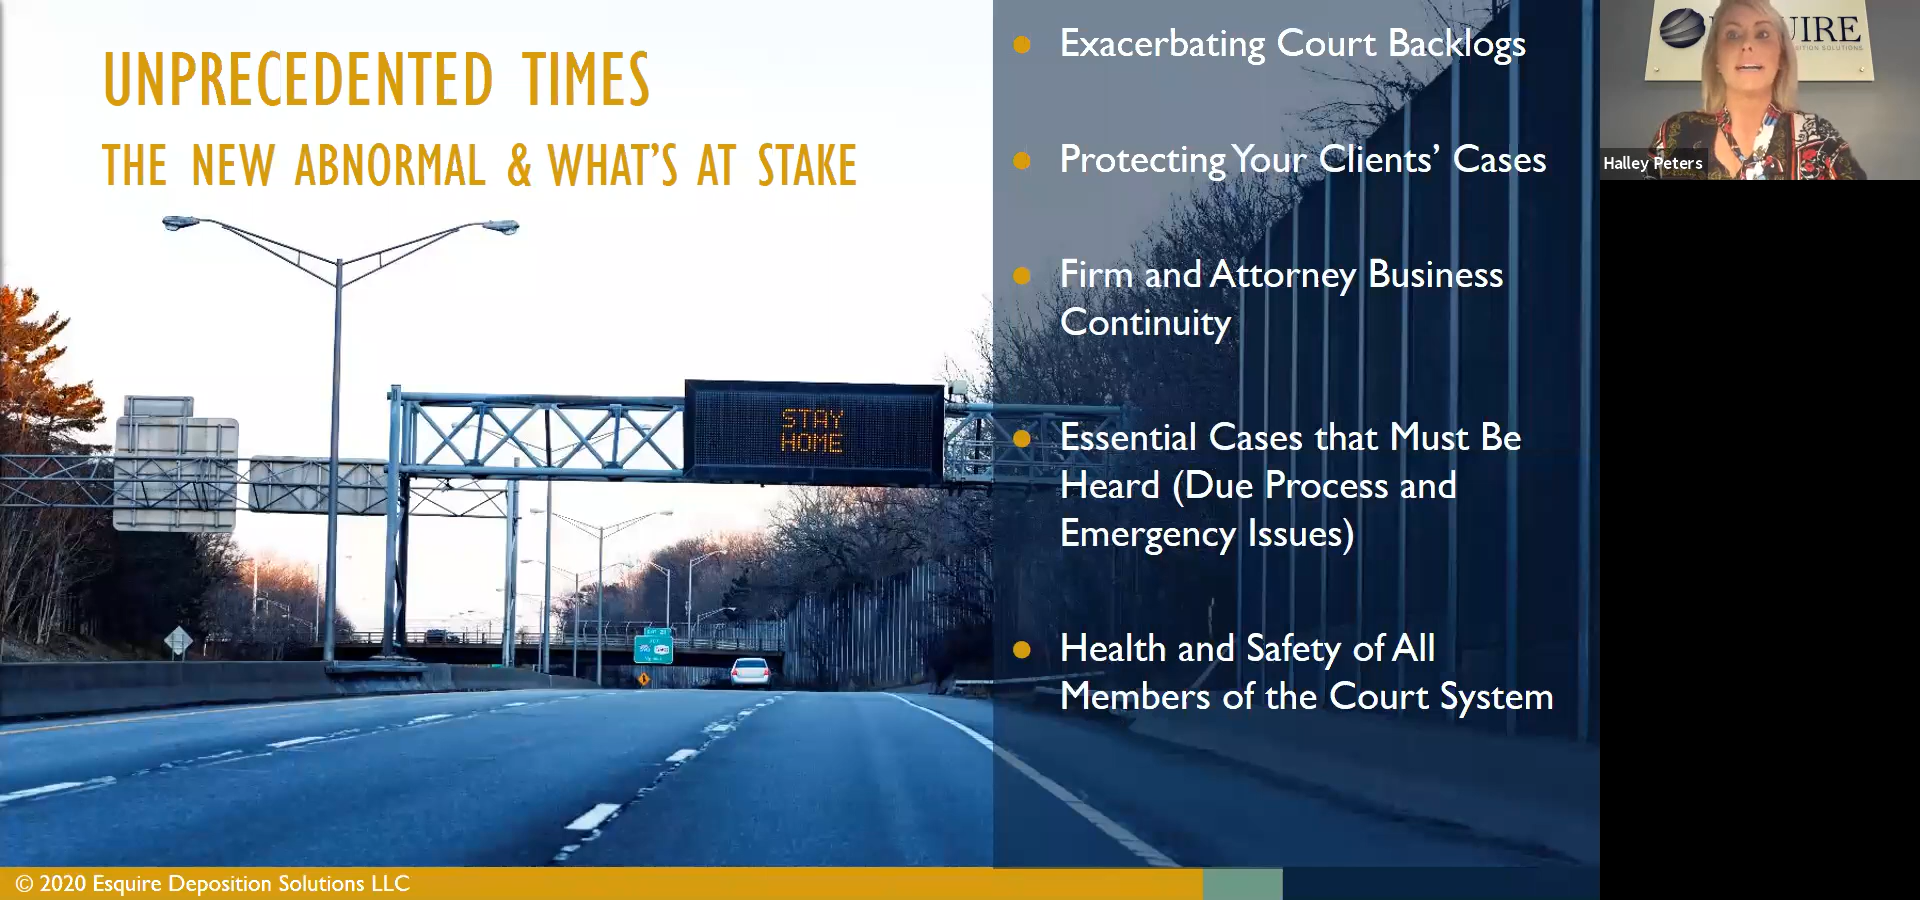 UNPRECEDENTED TIMES
THE NEW ABNORMAL & WHAT'S AT STAKE
STAY
HOME
Exacerbating Court Backlogs
Protecting Your Clients' Cases
Firm and Attorney Business
Continuity
Essential Cases that Must Be
Heard (Due Process and
Emergency Issues)
Health and Safety of All
Members of the Court System
© 2020 Esquire Deposition Solutions LLC
Halley Peters